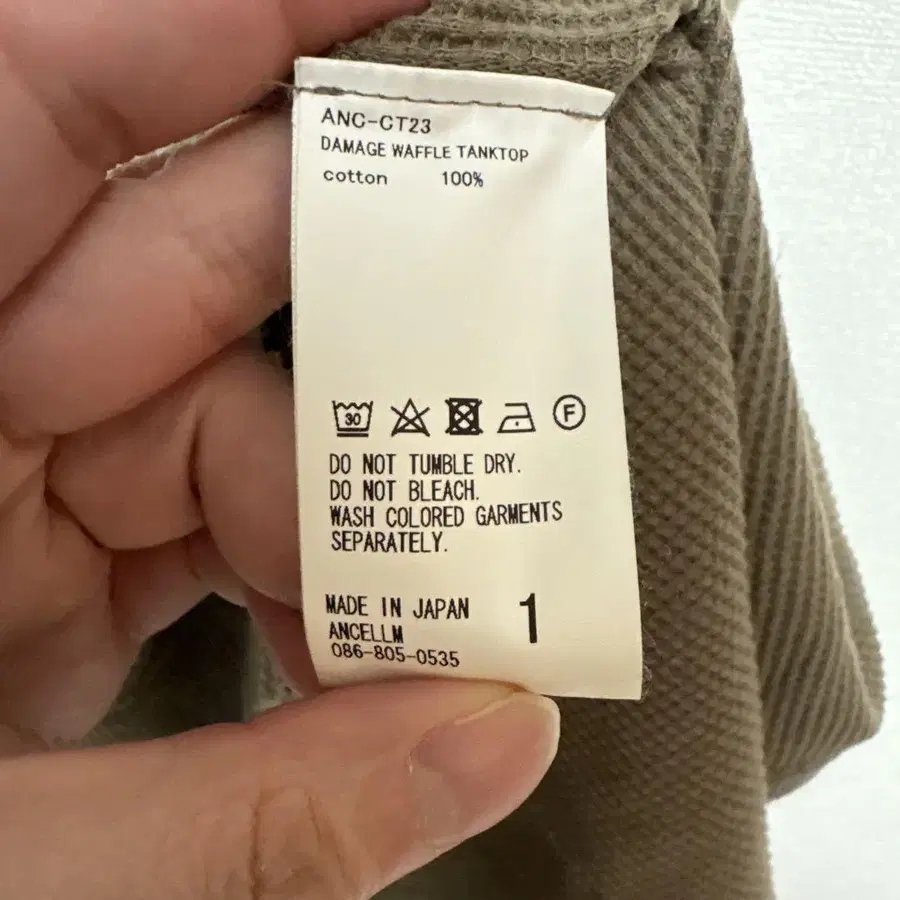 ANC-CT23
DAMAGE WAFFLE TANKTOP
cotton 100%
30 F
DO NOT TUMBLE DRY.
DO NOT BLEACH.
WASH COLORED GARMENTS
SEPARATELY.
MADE IN JAPAN 1
ANCELLM
086-805-0535